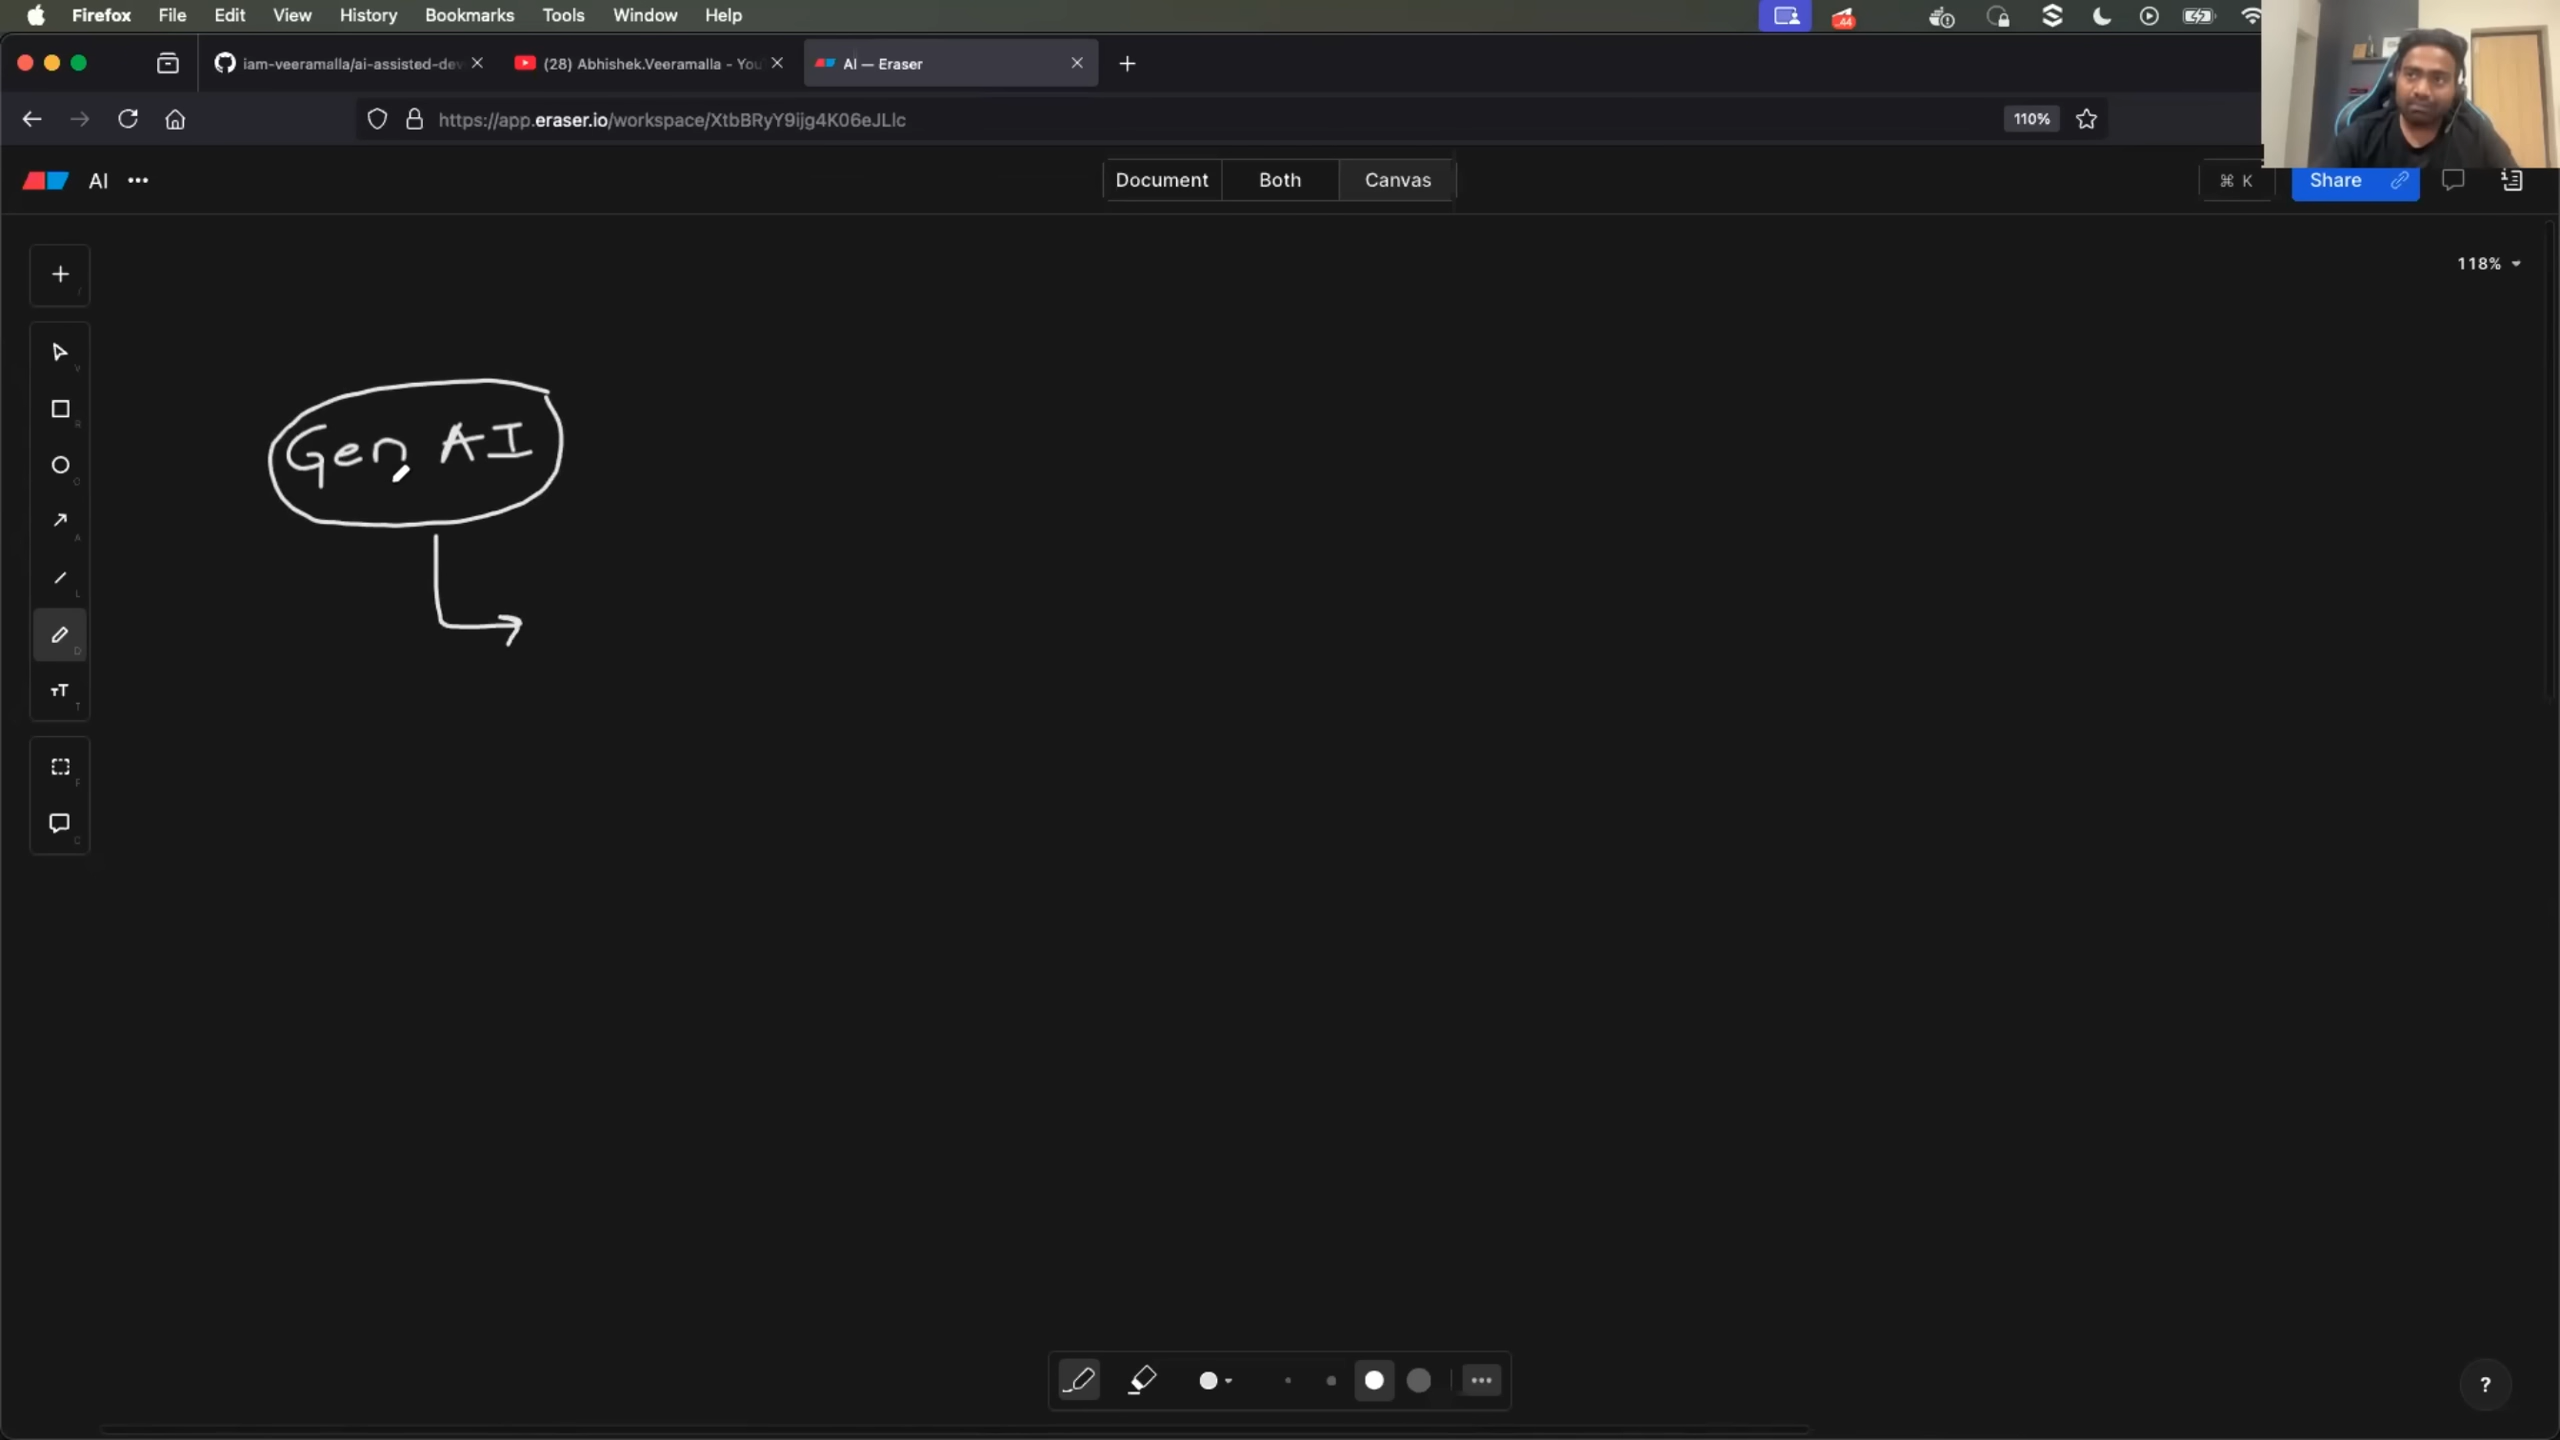 Firefox File Edit View History Bookmarks Tools Window Help
iam-veeramalla/ai-assisted-dev
(28) Abhishek.Veeramalla - You
AI — Eraser
https://app.eraser.io/workspace/XtbBRyY9ijg4K06eJLlc
110%
AI
Document Both Canvas
⌘ K
Share
118%
V
R
O
A
L
D
T
F
C
Gen AI
?